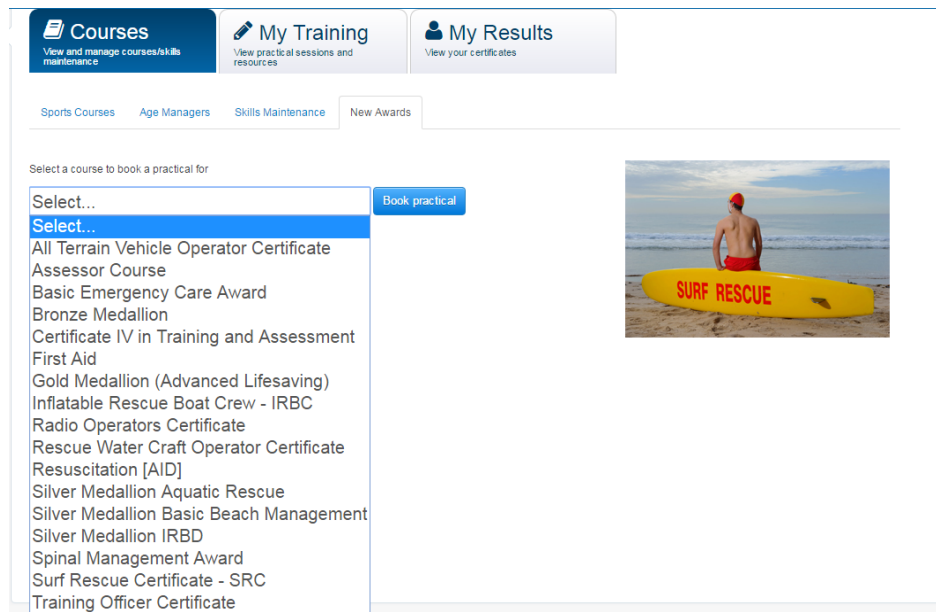 Courses
View and manage courses/skills
maintenance
My Training
View practical sessions and
resources
My Results
View your certificates
Sports Courses
Age Managers
Skills Maintenance
New Awards
Select a course to book a practical for
Select...
Book practical
Select...
All Terrain Vehicle Operator Certificate
Assessor Course
Basic Emergency Care Award
Bronze Medallion
Certificate IV in Training and Assessment
First Aid
Gold Medallion (Advanced Lifesaving)
Inflatable Rescue Boat Crew - IRBC
Radio Operators Certificate
Rescue Water Craft Operator Certificate
Resuscitation [AID]
Silver Medallion Aquatic Rescue
Silver Medallion Basic Beach Management
Silver Medallion IRBD
Spinal Management Award
Surf Rescue Certificate - SRC
Training Officer Certificate
SURF RESCUE